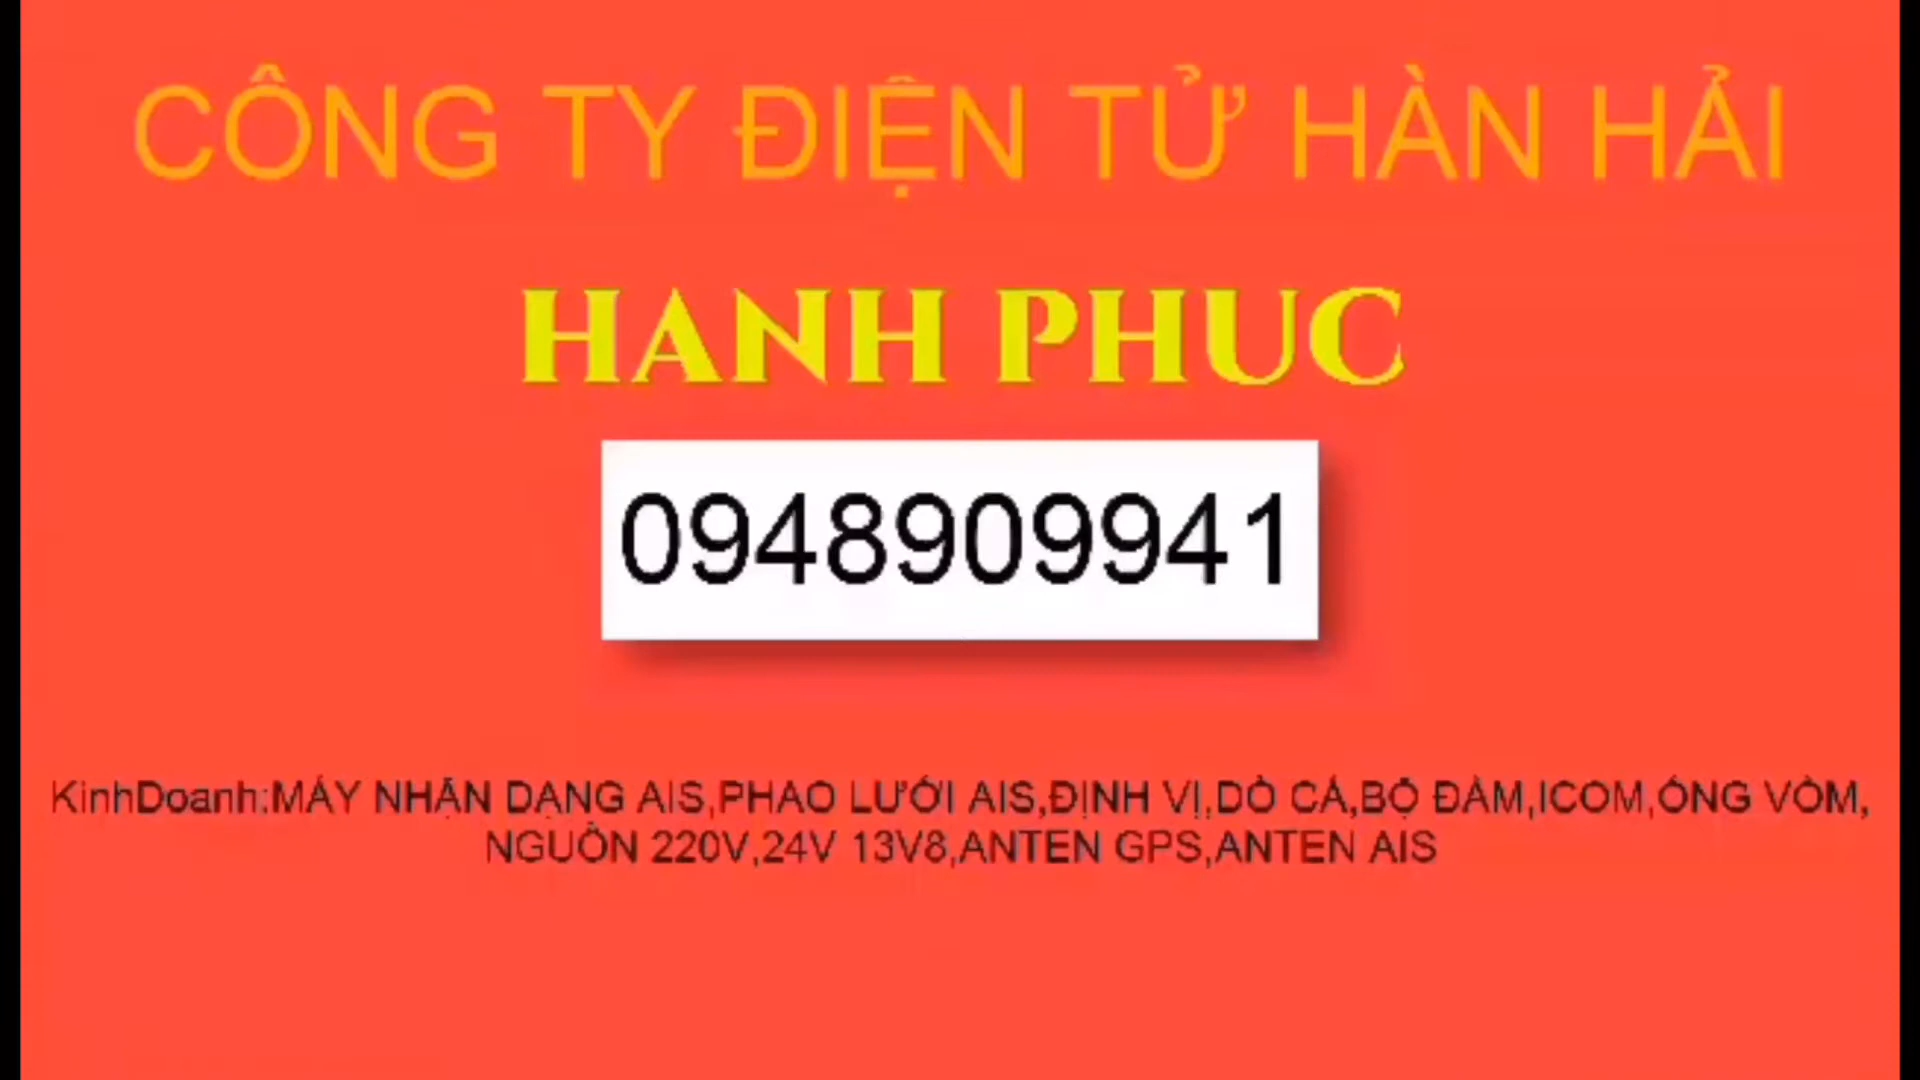 CÔNG TY ĐIỆN TỬ HÀN HẢI
HANH PHUC
0948909941
KinhDoanh:MÁY NHẬN DẠNG AIS,PHAO LƯỚI AIS,ĐỊNH VỊ,DÒ CÁ,BỘ ĐÀM,ICOM,ỐNG VÒM,
NGUỒN 220V,24V 13V8,ANTEN GPS,ANTEN AIS